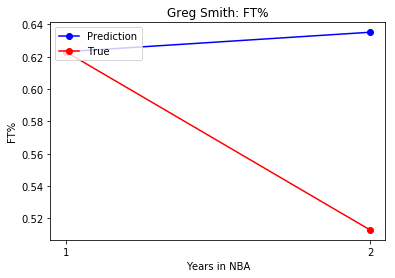 Greg Smith: FT%
0.64
0.62
0.60
0.58
0.56
0.54
0.52
FT%
Prediction
True
1
2
Years in NBA